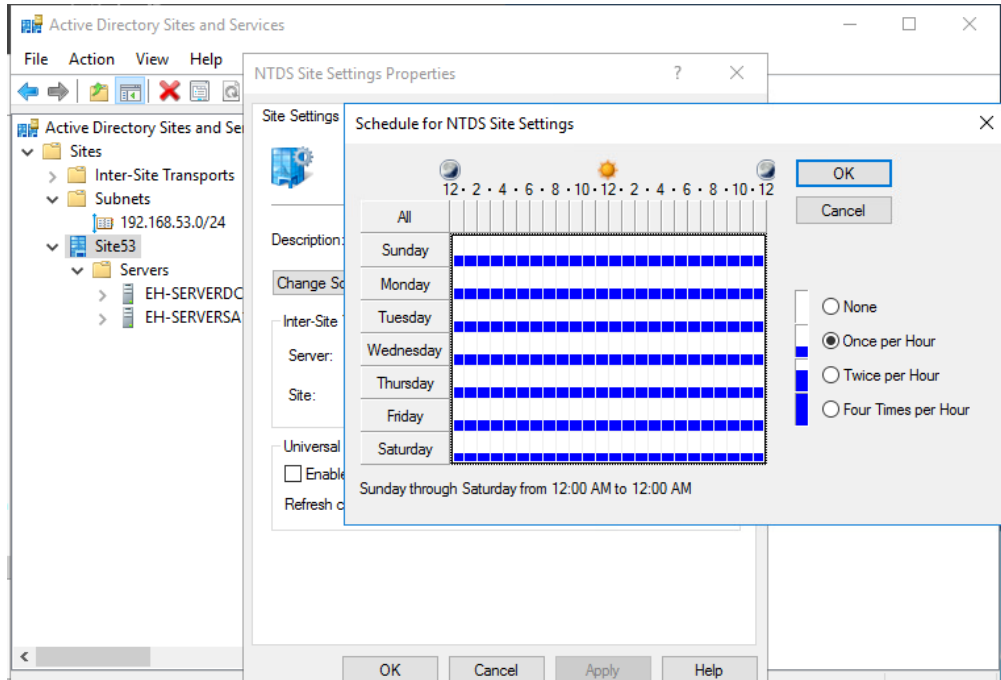 Active Directory Sites and Services
File Action View Help
NTDS Site Settings Properties
?
Site Settings
Schedule for NTDS Site Settings
Active Directory Sites and Se
Sites
Inter-Site Transports
Subnets
192.168.53.0/24
Site53
Servers
EH-SERVERDC
EH-SERVERSA
Description:
Change Sc
Inter-Site
Server:
Site:
Universal
Enable
Refresh c
12 · 2 · 4 · 6 · 8 · 10 · 12 · 2 · 4 · 6 · 8 · 10 · 12
All
Sunday
Monday
Tuesday
Wednesday
Thursday
Friday
Saturday
Sunday through Saturday from 12:00 AM to 12:00 AM
OK
Cancel
None
Once per Hour
Twice per Hour
Four Times per Hour
OK Cancel Apply Help